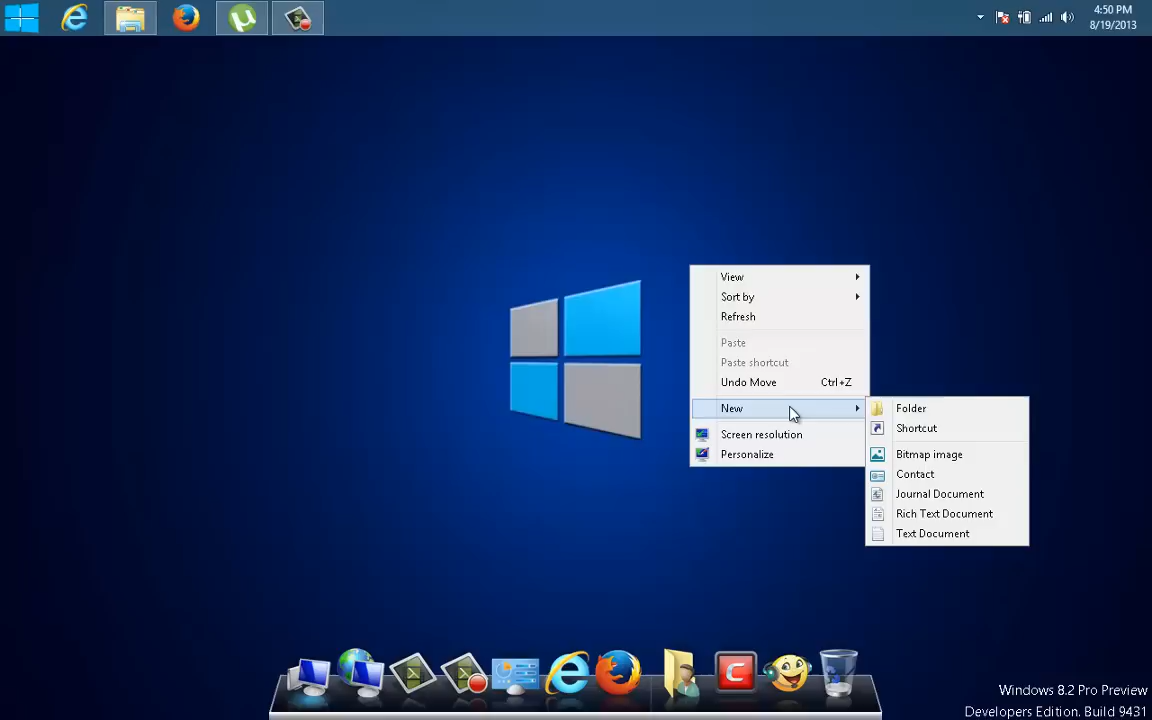 4:50 PM
8/19/2013
View
Sort by
Refresh
Paste
Paste shortcut
Undo Move Ctrl+Z
New
Screen resolution
Personalize
Folder
Shortcut
Bitmap image
Contact
Journal Document
Rich Text Document
Text Document
Windows 8.2 Pro Preview
Developers Edition. Build 9431